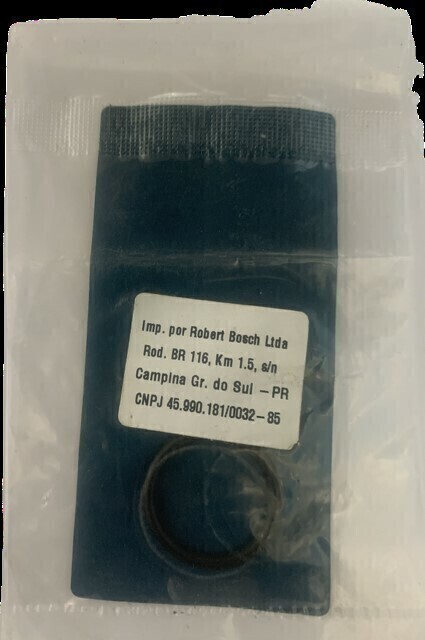 Imp. por Robert Bosch Ltda
Rod. BR 116, Km 1.5, s/n
Campina Gr. do Sul – PR
CNPJ 45.990.181/0032–85